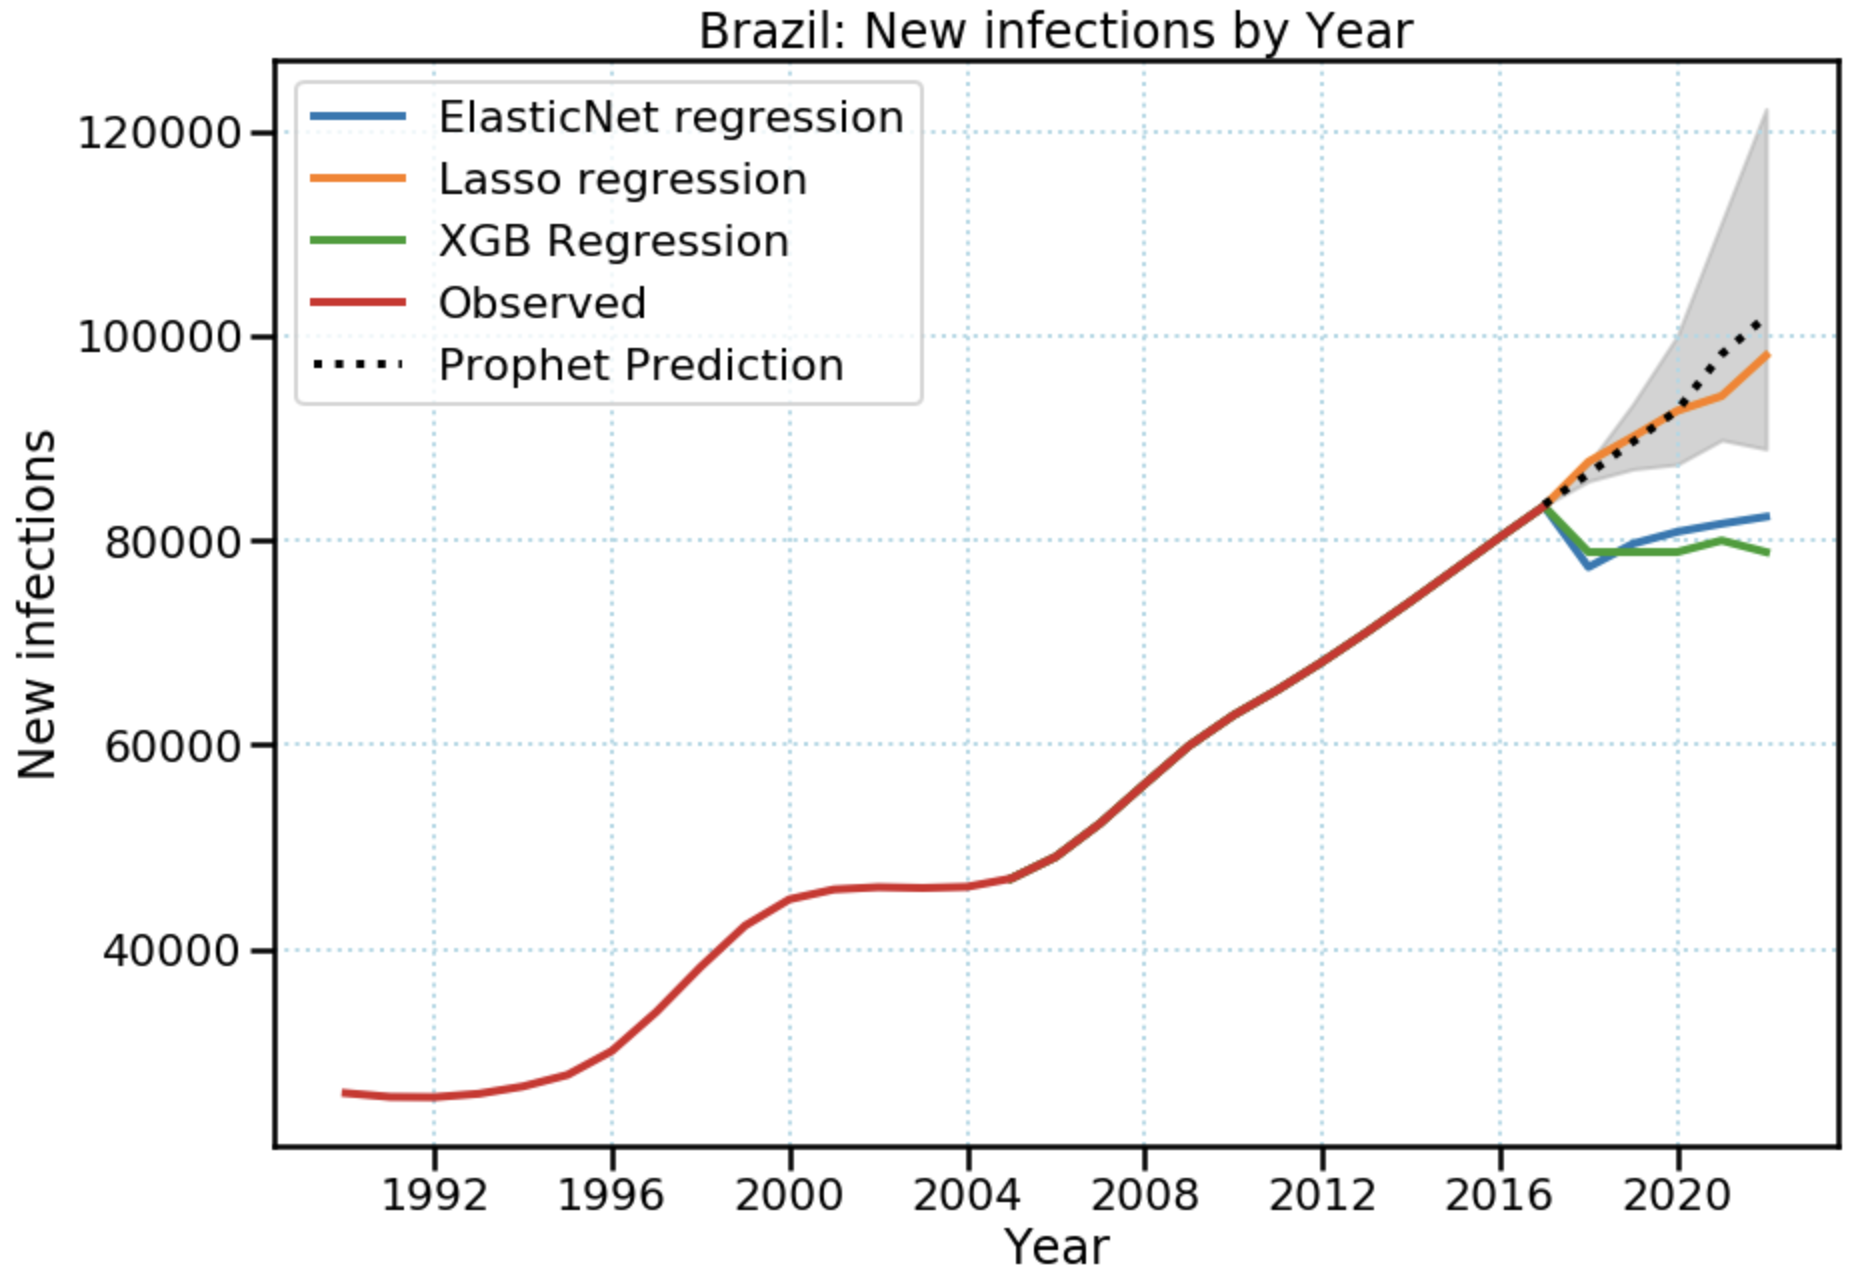 Brazil: New infections by Year
ElasticNet regression
Lasso regression
XGB Regression
Observed
Prophet Prediction
120000
100000
80000
60000
40000
New infections
1992 1996 2000 2004 2008 2012 2016 2020
Year